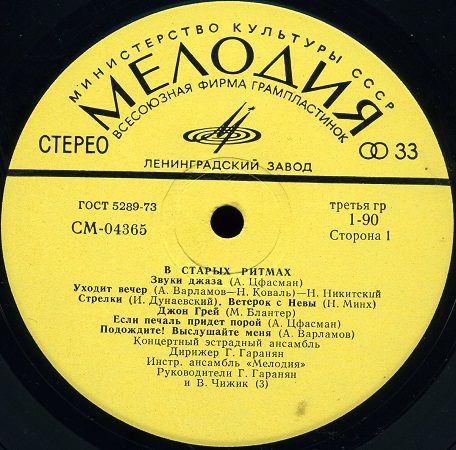 МИНИСТЕРСТВО КУЛЬТУРЫ СССР
МЕЛОДИЯ
ВСЕСОЮЗНАЯ ФИРМА ГРАМПЛАСТИНОК
СТЕРЕО
33
ЛЕНИНГРАДСКИЙ ЗАВОД
ГОСТ 5289-73
третья гр
СМ-04365
1-90
Сторона 1
В СТАРЫХ РИТМАХ
Звуки джаза (А. Цфасман)
Уходит вечер (А. Варламов—Н. Коваль)—Н. Никитский
Стрелки (И. Дунаевский), Ветерок с Невы (Н. Минх)
Джон Грей (М. Блантер)
Если печаль придет порой (А. Цфасман)
Подождите! Выслушайте меня (А. Варламов)
Концертный эстрадный ансамбль
Дирижер Г. Гаранян
Инстр. ансамбль «Мелодия»
Руководители Г. Гаранян
и В. Чижик (3)